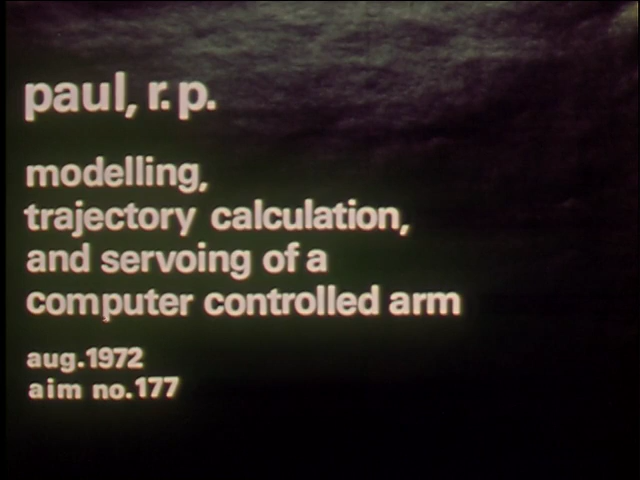 paul, r.p.
modelling,
trajectory calculation,
and servoing of a
computer controlled arm
aug.1972
aim no.177